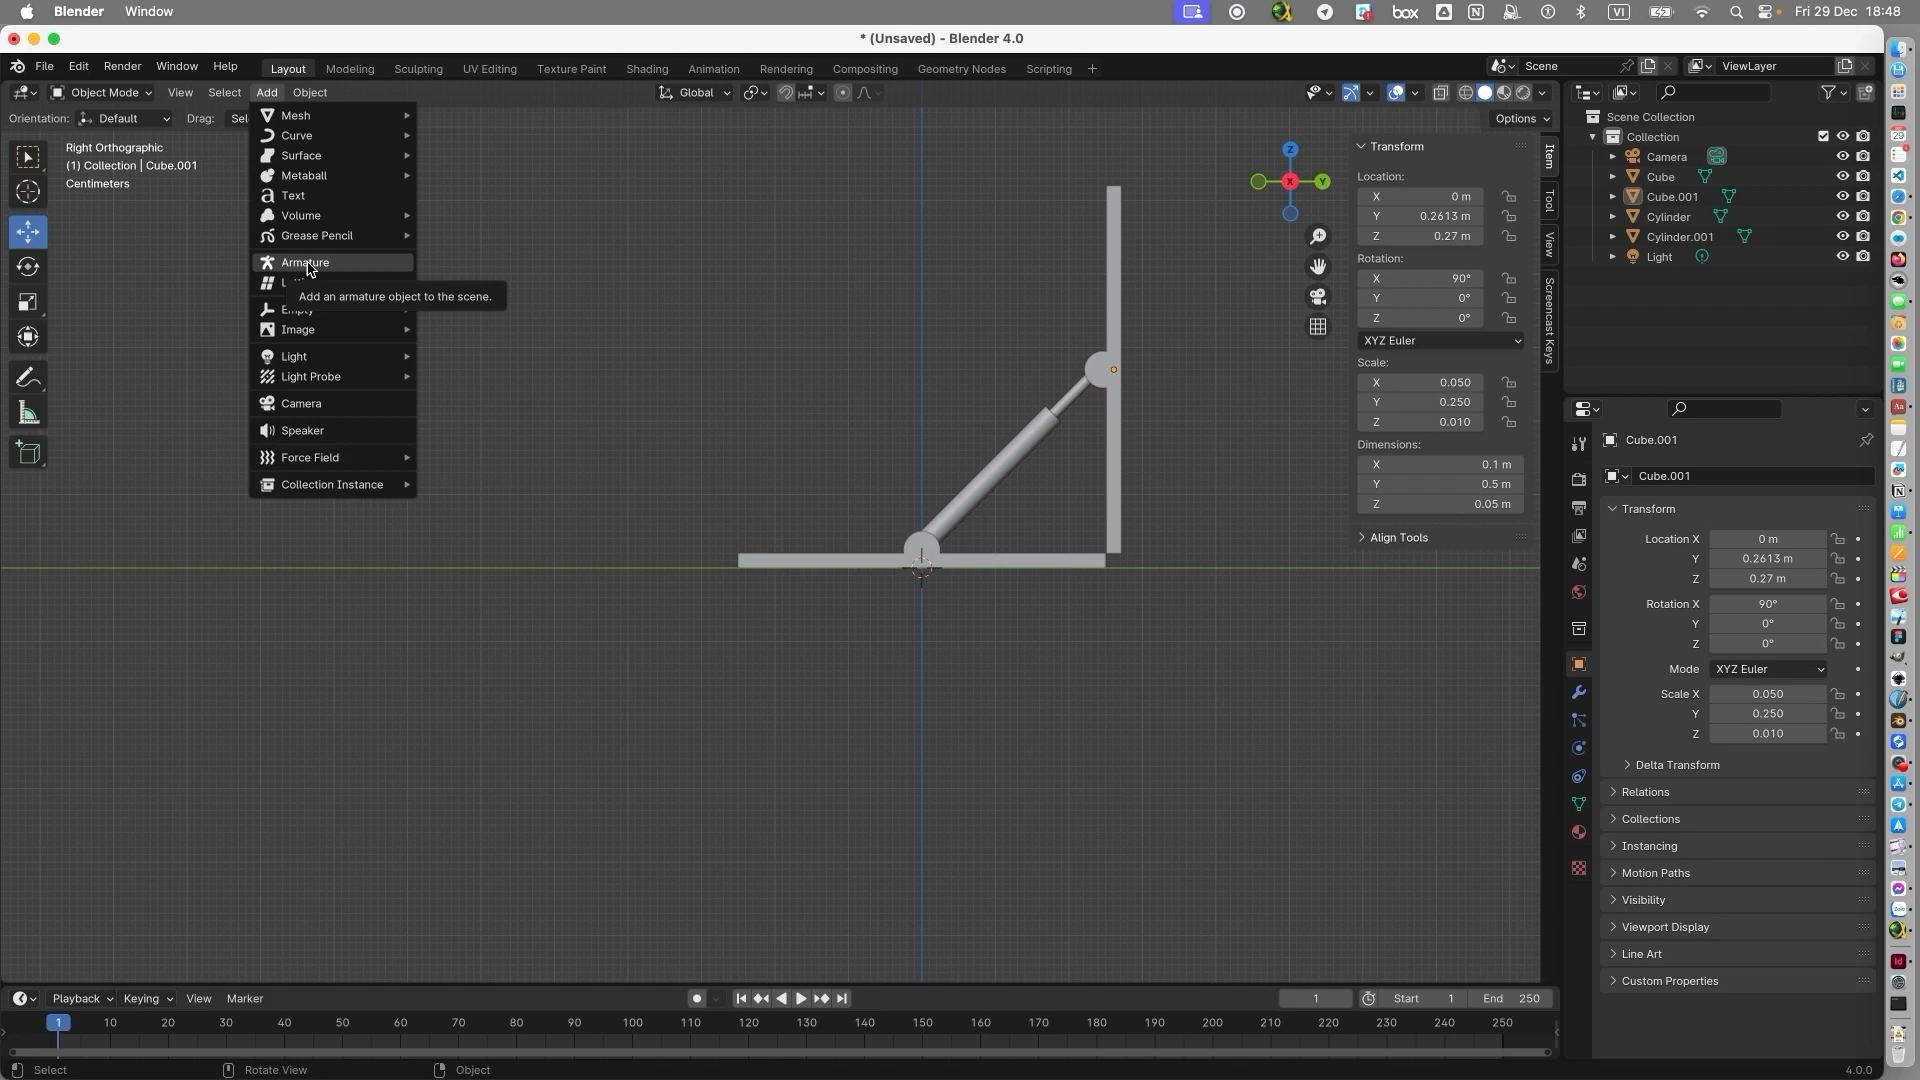 Blender Window
box
VI
Fri 29 Dec 18:48
* (Unsaved) - Blender 4.0
File Edit Render Window Help
Layout Modeling Sculpting UV Editing Texture Paint Shading Animation Rendering Compositing Geometry Nodes Scripting
Scene
ViewLayer
Object Mode View Select Add Object
Global
Orientation: Default Drag: Sel
Options
Right Orthographic
(1) Collection | Cube.001
Centimeters
Mesh
Curve
Surface
Metaball
Text
Volume
Grease Pencil
Armature
L
Add an armature object to the scene.
Empty
Image
Light
Light Probe
Camera
Speaker
Force Field
Collection Instance
Z
X
Y
Transform
Location:
X 0 m
Y 0.2613 m
Z 0.27 m
Rotation:
X 90°
Y 0°
Z 0°
XYZ Euler
Scale:
X 0.050
Y 0.250
Z 0.010
Dimensions:
X 0.1 m
Y 0.5 m
Z 0.05 m
Align Tools
Item
Tool
View
Screencast Keys
Scene Collection
Collection
Camera
Cube
Cube.001
Cylinder
Cylinder.001
Light
Cube.001
Cube.001
Transform
Location X 0 m
Y 0.2613 m
Z 0.27 m
Rotation X 90°
Y 0°
Z 0°
Mode XYZ Euler
Scale X 0.050
Y 0.250
Z 0.010
Delta Transform
Relations
Collections
Instancing
Motion Paths
Visibility
Viewport Display
Line Art
Custom Properties
Playback Keying View Marker
1 Start 1 End 250
1 10 20 30 40 50 60 70 80 90 100 110 120 130 140 150 160 170 180 190 200 210 220 230 240 250
Select Rotate View Object
4.0.0